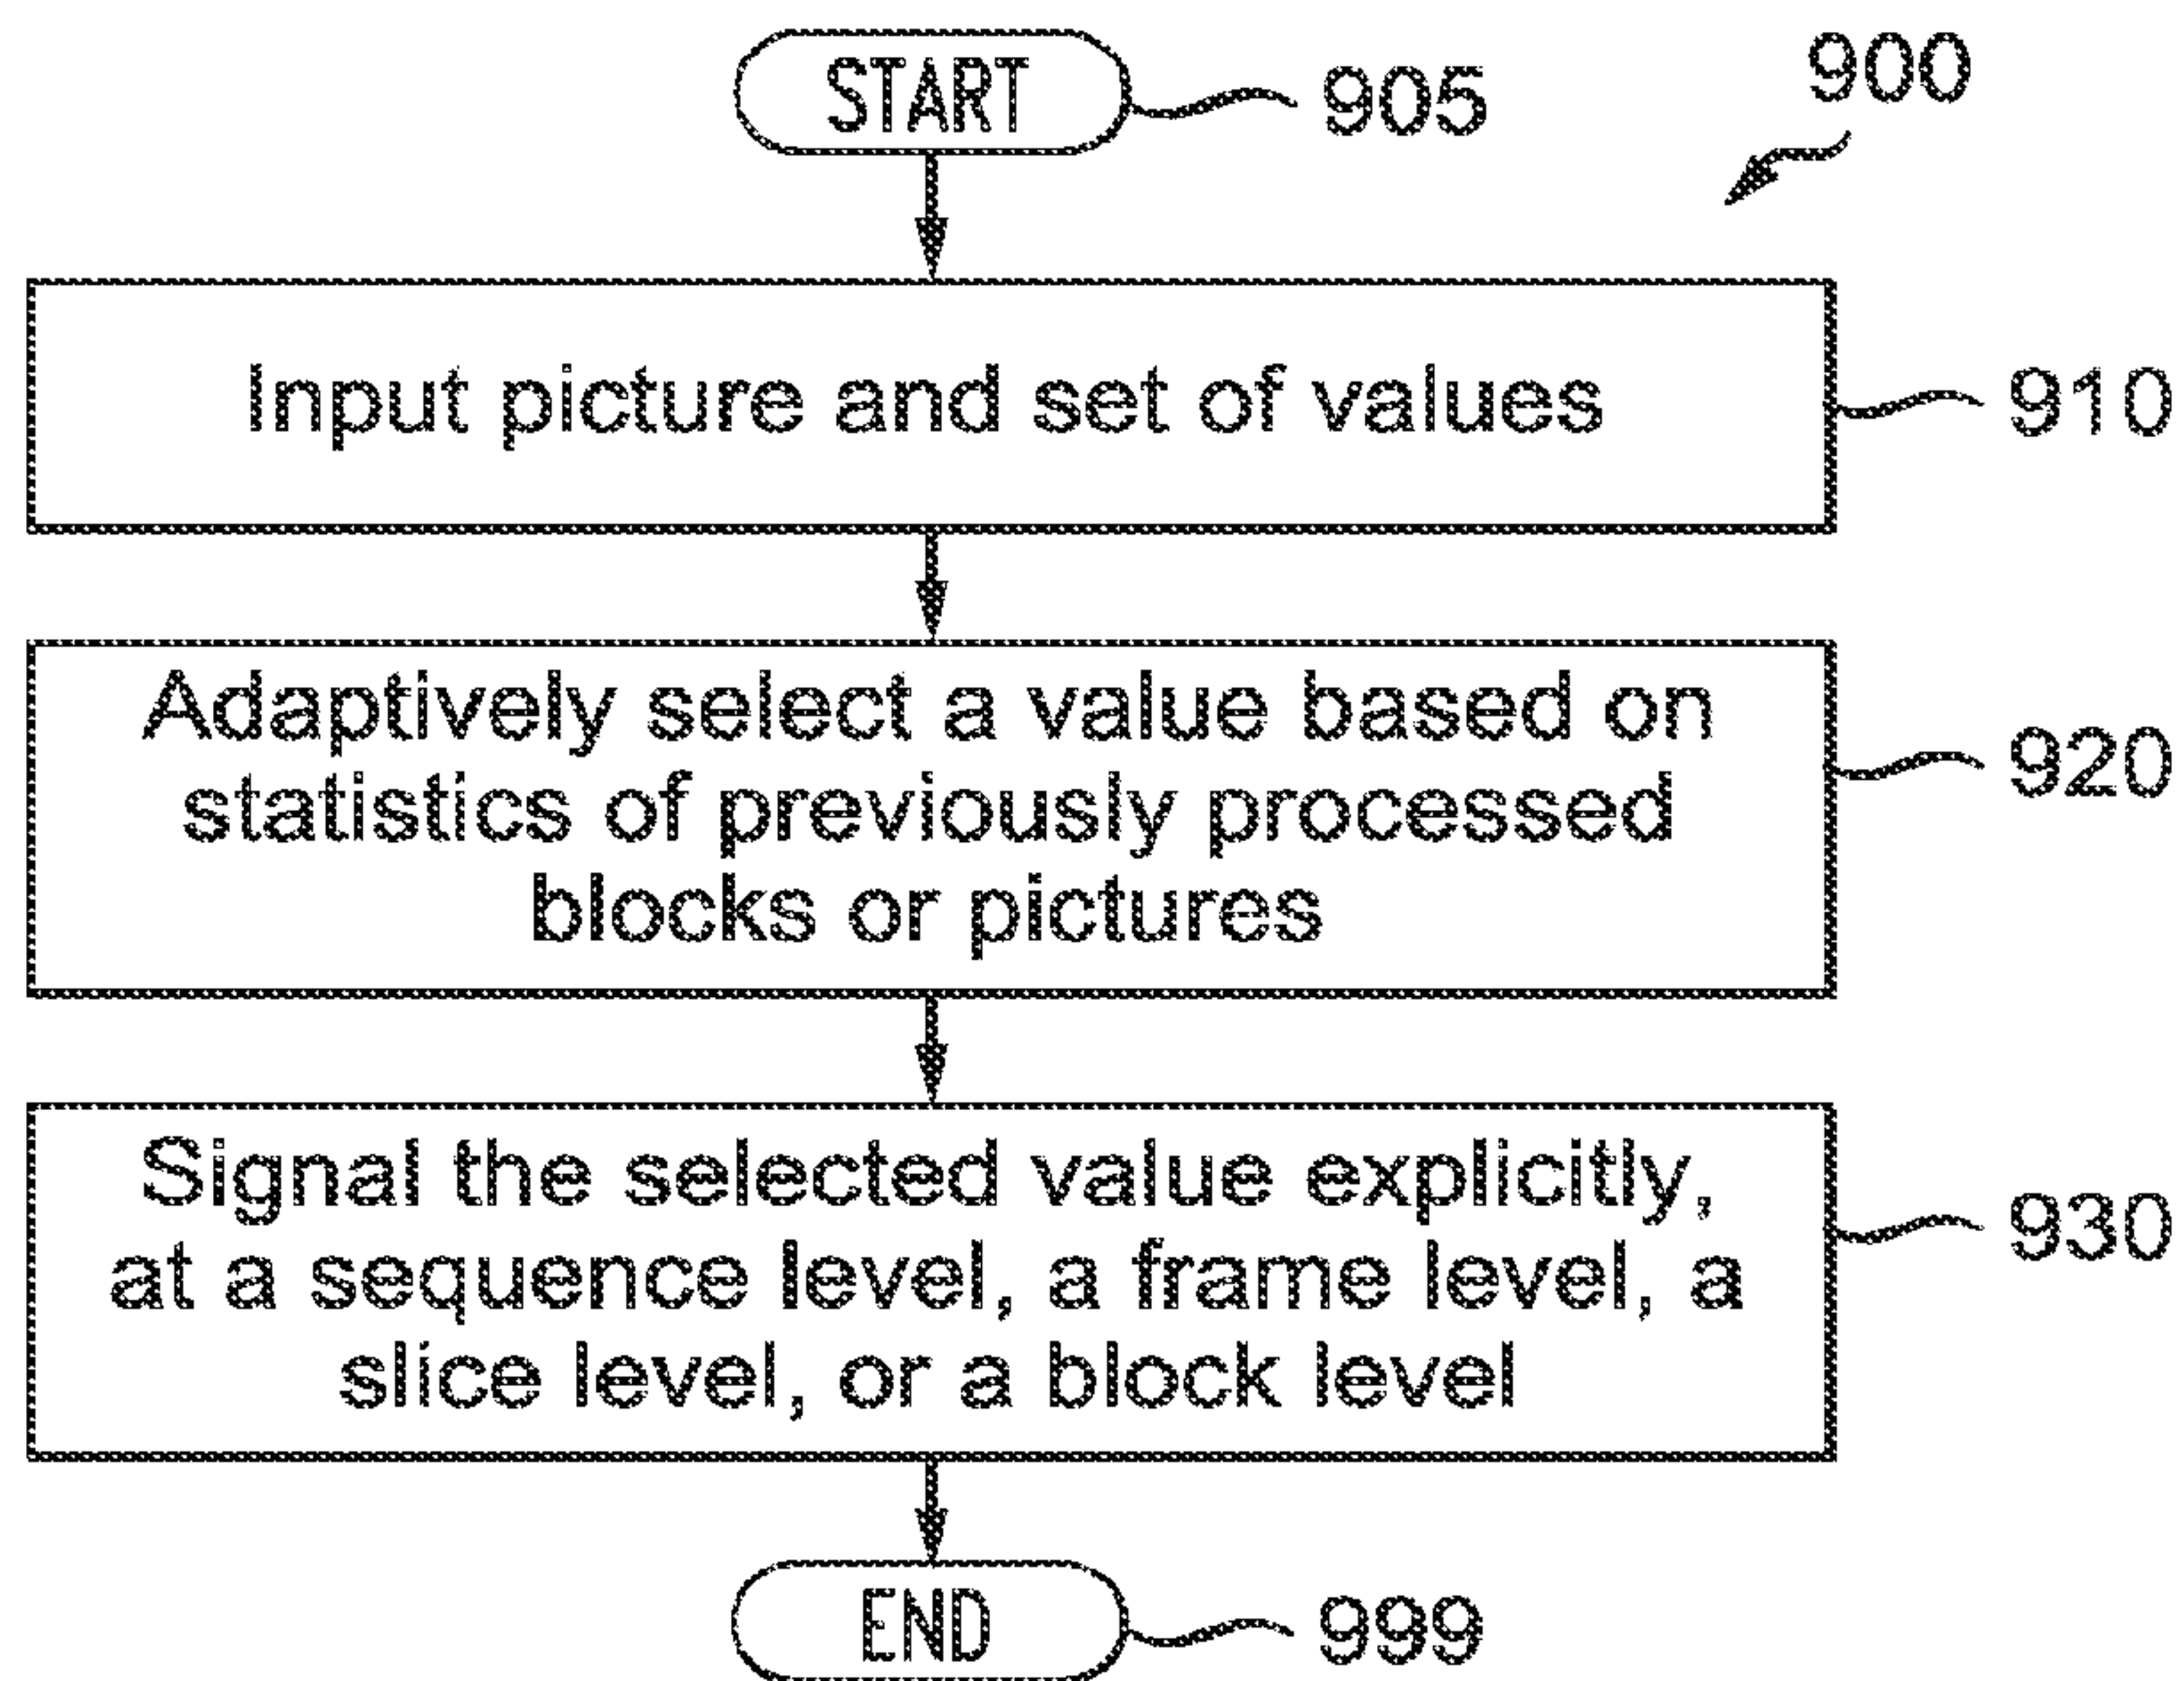 START
905
900
Input picture and set of values
910
Adaptively select a value based on
statistics of previously processed
blocks or pictures
920
Signal the selected value explicitly,
at a sequence level, a frame level, a
slice level, or a block level
930
END
999